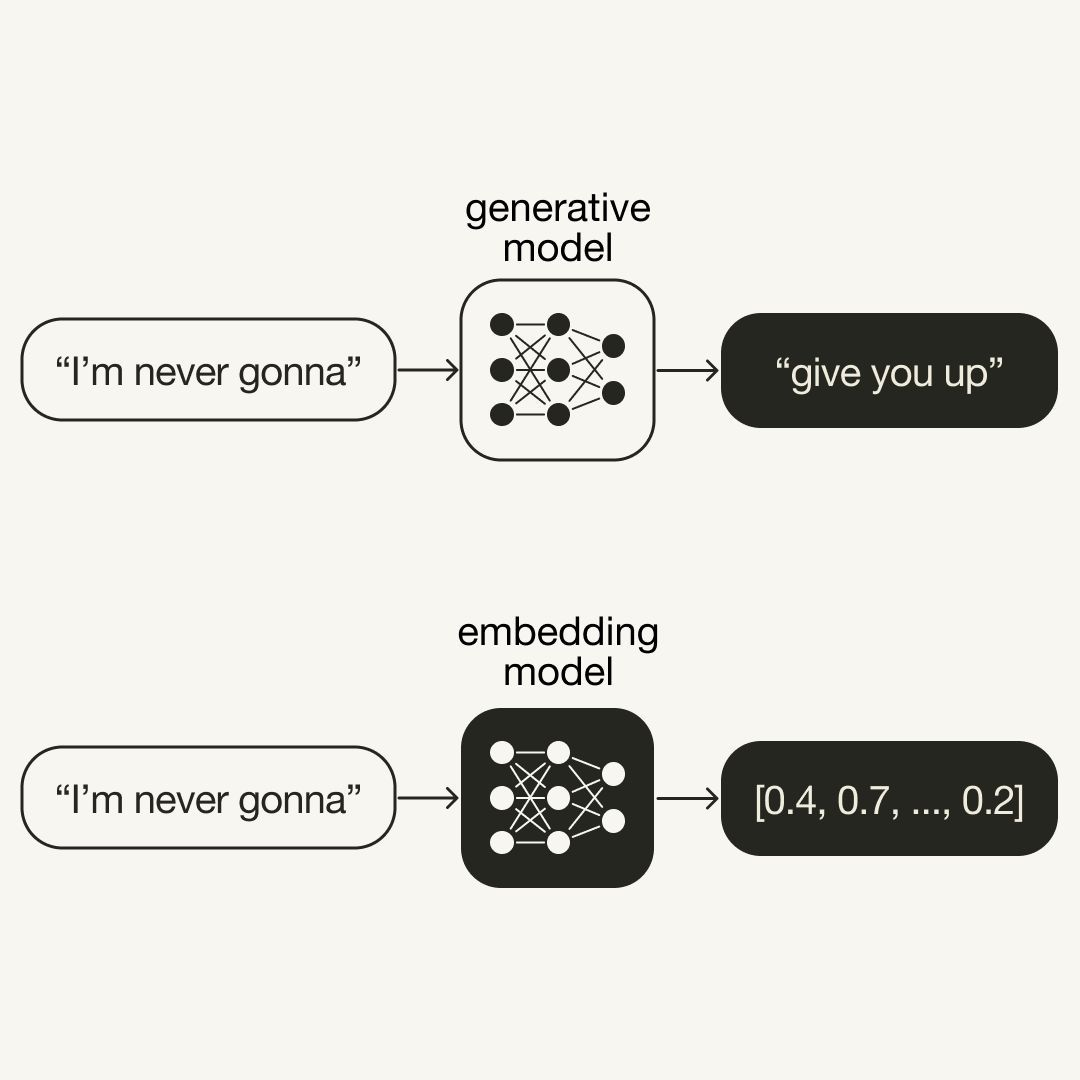 generative
model
“I’m never gonna”
“give you up”
embedding
model
“I’m never gonna”
[0.4, 0.7, ..., 0.2]